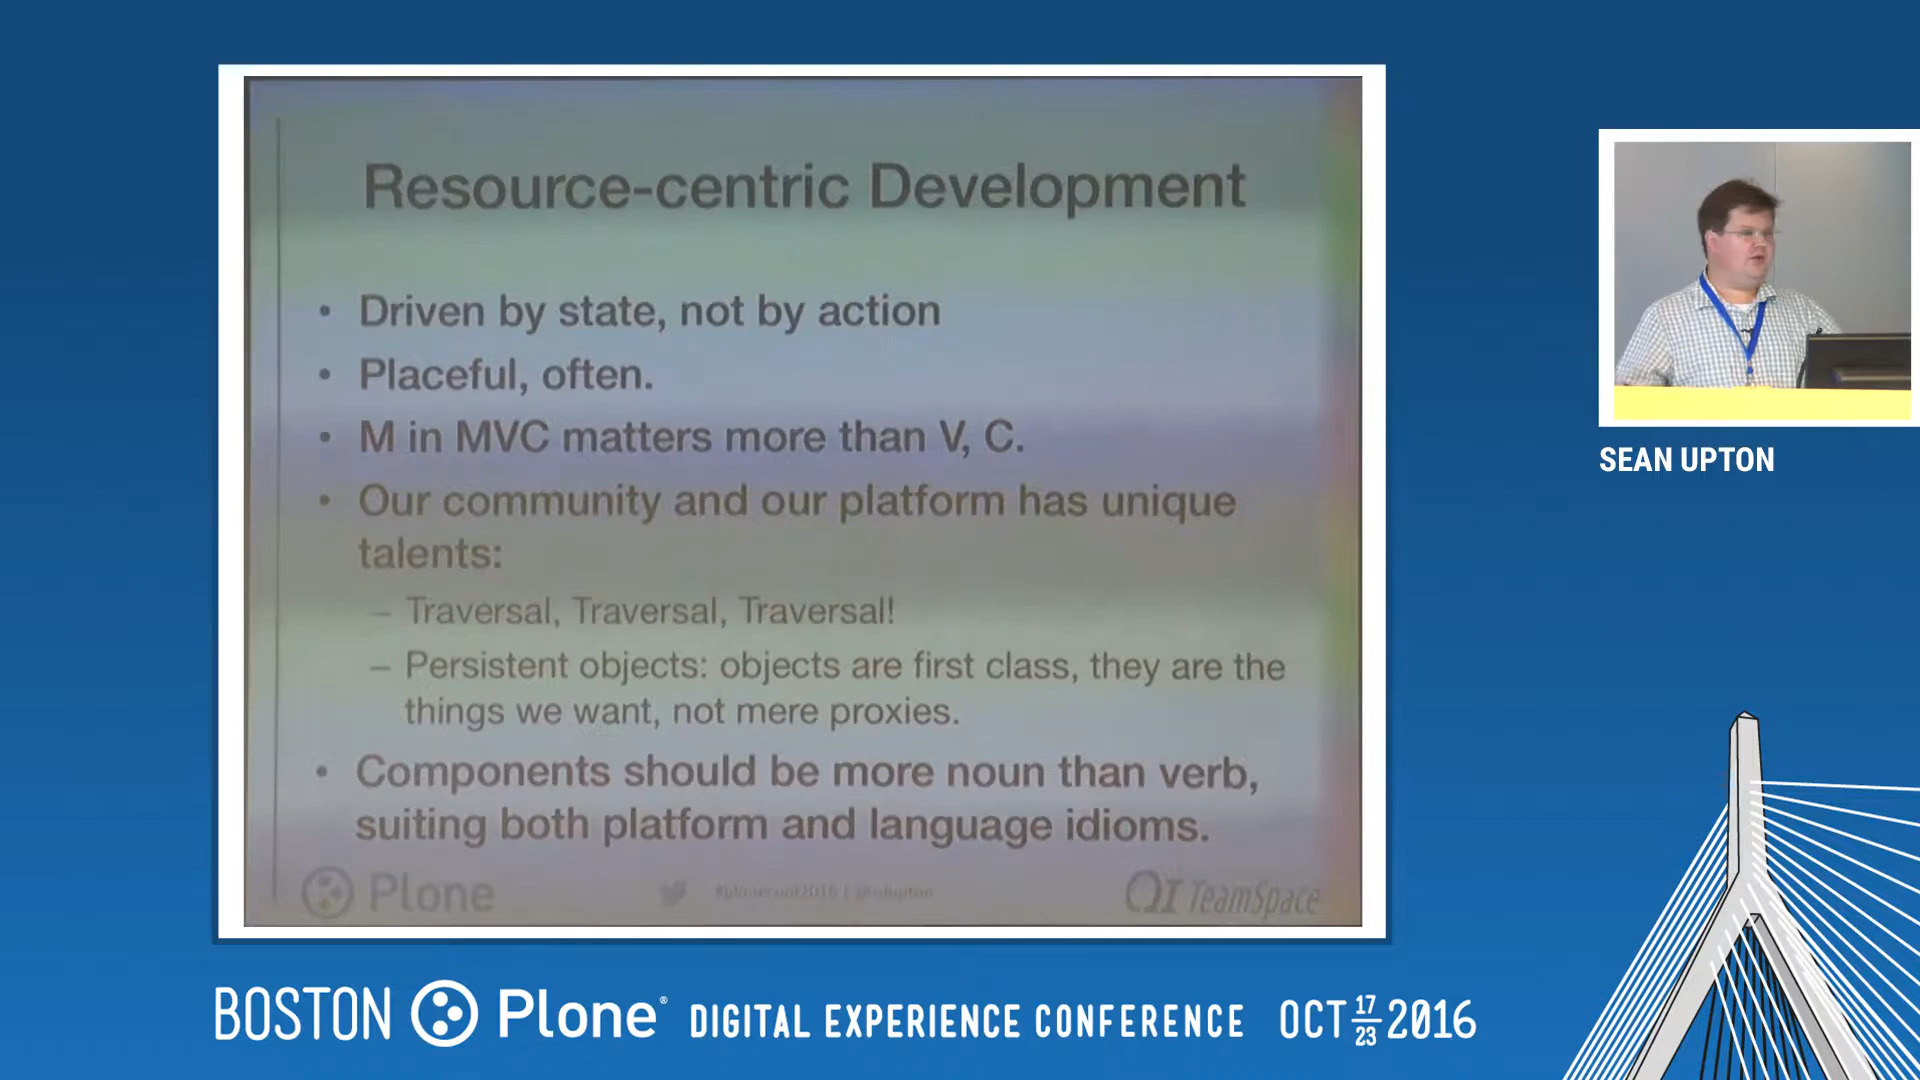 Resource-centric Development
• Driven by state, not by action
• Placeful, often.
• M in MVC matters more than V, C.
• Our community and our platform has unique
talents:
– Traversal, Traversal, Traversal!
– Persistent objects: objects are first class, they are the
things we want, not mere proxies.
• Components should be more noun than verb,
suiting both platform and language idioms.
Plone
#ploneconf2016 | @sdupton
QI TeamSpace
SEAN UPTON
BOSTON Plone® DIGITAL EXPERIENCE CONFERENCE OCT 17 23 2016